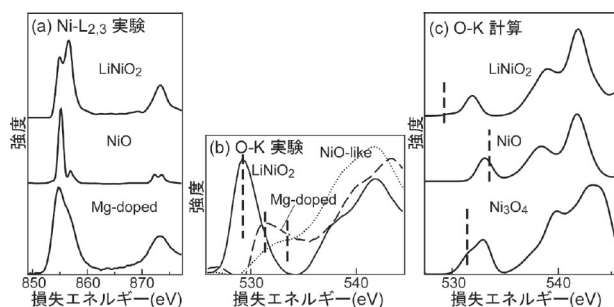 (a) Ni-L2,3 実験
LiNiO2
NiO
Mg-doped
強度
850 860 870
損失エネルギー(eV)
(b) O-K 実験
NiO-like
LiNiO2
Mg-doped
強度
530 540
損失エネルギー(eV)
(c) O-K 計算
LiNiO2
NiO
Ni3O4
強度
530 540
損失エネルギー(eV)